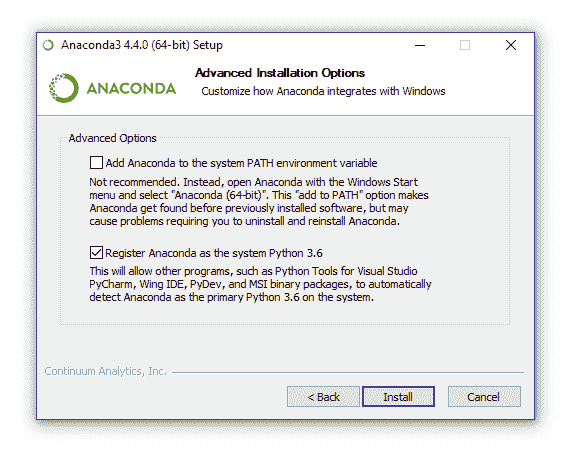 Anaconda3 4.4.0 (64-bit) Setup
Advanced Installation Options
Customize how Anaconda integrates with Windows
ANACONDA
Advanced Options
Add Anaconda to the system PATH environment variable
Not recommended. Instead, open Anaconda with the Windows Start
menu and select "Anaconda (64-bit)". This "add to PATH" option makes
Anaconda get found before previously installed software, but may
cause problems requiring you to uninstall and reinstall Anaconda.
Register Anaconda as the system Python 3.6
This will allow other programs, such as Python Tools for Visual Studio
PyCharm, Wing IDE, PyDev, and MSI binary packages, to automatically
detect Anaconda as the primary Python 3.6 on the system.
Continuum Analytics, Inc.
< Back
Install
Cancel